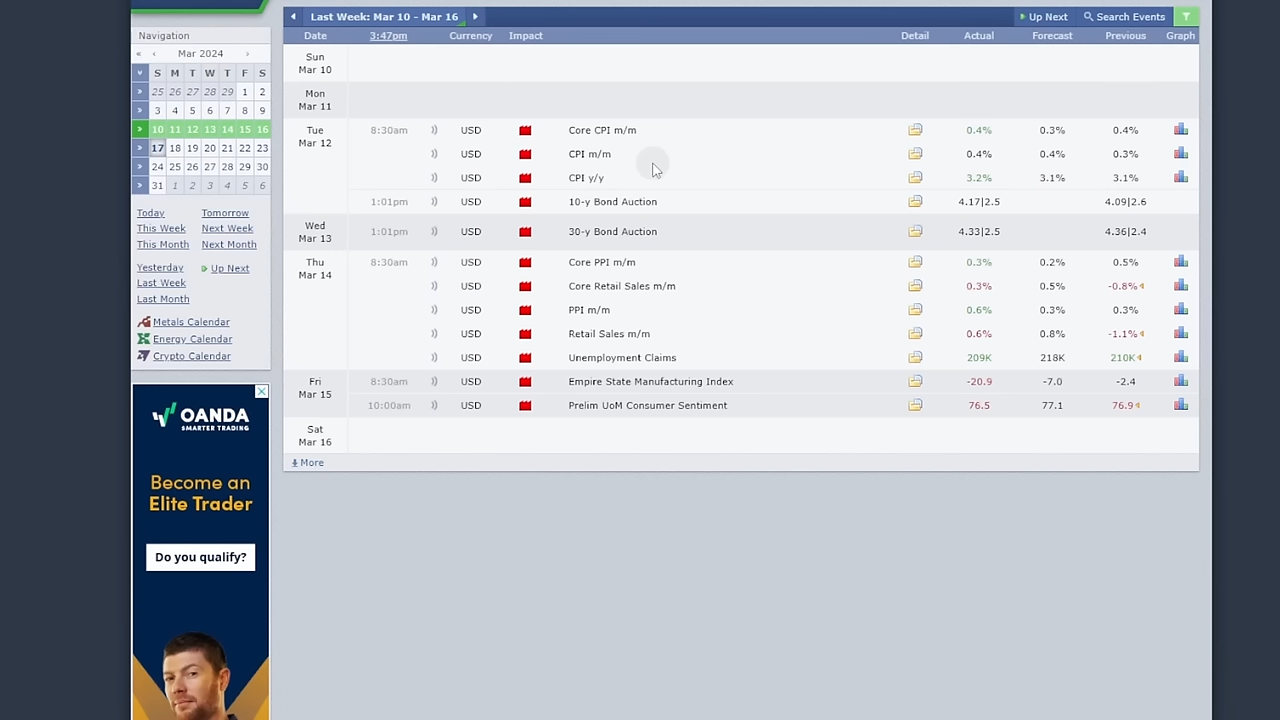 Last Week: Mar 10 - Mar 16
Up Next
Search Events
Date 3:47pm Currency Impact Detail Actual Forecast Previous Graph
Sun
Mar 10
Mon
Mar 11
Tue
Mar 12
8:30am USD Core CPI m/m 0.4% 0.3% 0.4%
USD CPI m/m 0.4% 0.4% 0.3%
USD CPI y/y 3.2% 3.1% 3.1%
1:01pm USD 10-y Bond Auction 4.17|2.5 4.09|2.6
Wed
Mar 13
1:01pm USD 30-y Bond Auction 4.33|2.5 4.36|2.4
Thu
Mar 14
8:30am USD Core PPI m/m 0.3% 0.2% 0.5%
USD Core Retail Sales m/m 0.3% 0.5% -0.8%
USD PPI m/m 0.6% 0.3% 0.3%
USD Retail Sales m/m 0.6% 0.8% -1.1%
USD Unemployment Claims 209K 218K 210K
Fri
Mar 15
8:30am USD Empire State Manufacturing Index -20.9 -7.0 -2.4
10:00am USD Prelim UoM Consumer Sentiment 76.5 77.1 76.9
Sat
Mar 16
More
Navigation
« ‹ Mar 2024 ›
S M T W T F S
25 26 27 28 29 1 2
3 4 5 6 7 8 9
10 11 12 13 14 15 16
17 18 19 20 21 22 23
24 25 26 27 28 29 30
31 1 2 3 4 5 6
Today Tomorrow
This Week Next Week
This Month Next Month
Yesterday Up Next
Last Week
Last Month
Metals Calendar
Energy Calendar
Crypto Calendar
OANDA
SMARTER TRADING
Become an
Elite Trader
Do you qualify?